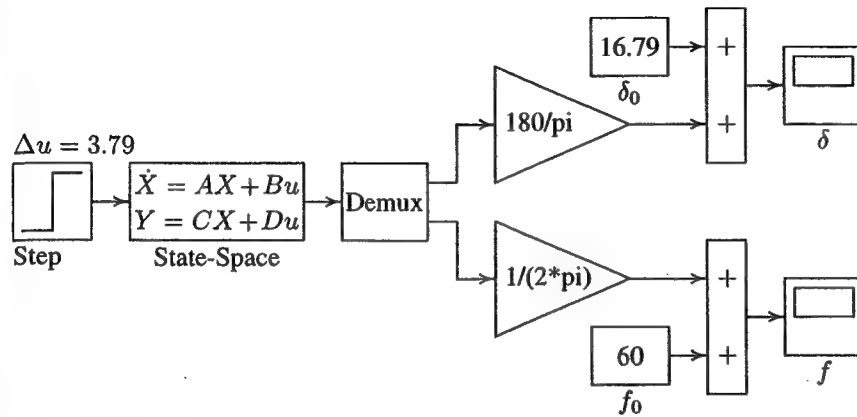 16.79
+
δ₀
180/pi
+
δ
Δu = 3.79
Ẋ = AX + Bu
Y = CX + Du
Demux
Step
State-Space
1/(2*pi)
+
60
+
f₀
f